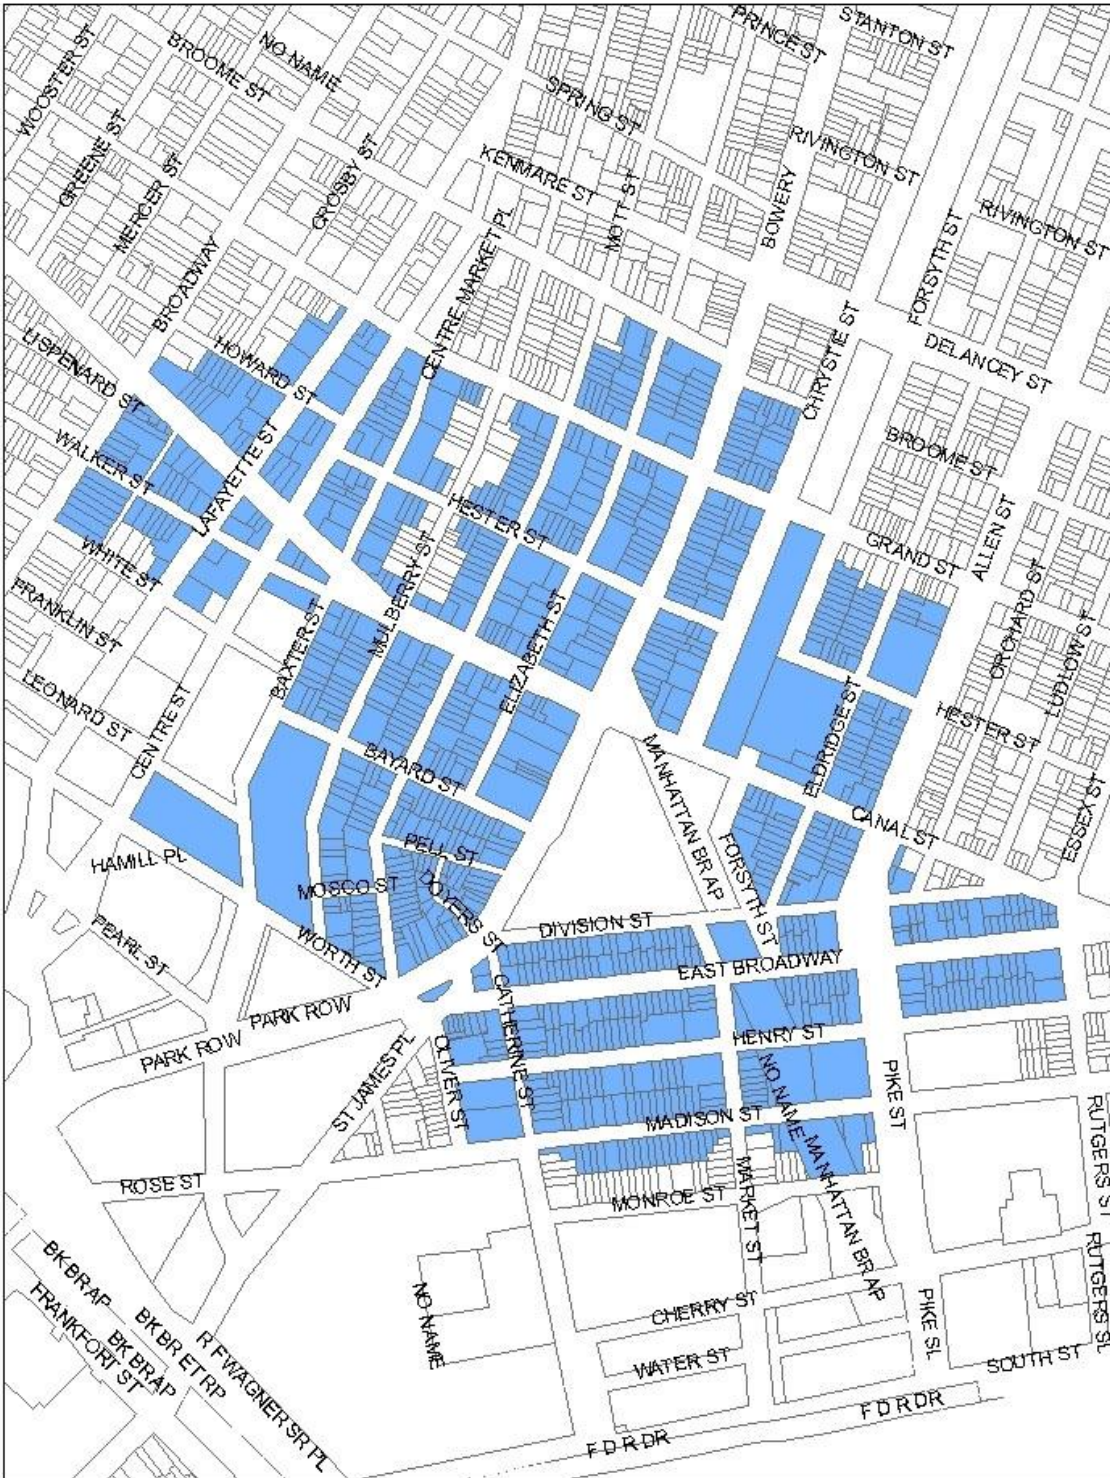 STANTON ST
PRINCE ST
WOOSTER ST
BROOME ST
NO NAME
SPRING ST
RIVINGTON ST
GREENE ST
MERCER ST
CROSBY ST
KENMARE ST
MOTT ST
BOWERY
RIVINGTON ST
FORSYTH ST
BROADWAY
CENTRE MARKET PL
LISPENARD ST
HOWARD ST
CHRYSTIE ST
DELANCEY ST
WALKER ST
LAFAYETTE ST
BROOME ST
HESTER ST
GRAND ST
ALLEN ST
WHITE ST
FRANKLIN ST
MULBERRY ST
BAXTER ST
ELIZABETH ST
ORCHARD ST
LUDLOW ST
LEONARD ST
CENTRE ST
ELDRIDGE ST
HESTER ST
BAYARD ST
MANHATTAN BR AP
CANAL ST
ESSEX ST
HAMILL PL
PELL ST
FORSYTH ST
MOSCO ST
DOYERS ST
PEARL ST
WORTH ST
DIVISION ST
EAST BROADWAY
PARK ROW
PARK ROW
CATHERINE ST
HENRY ST
ST JAMES PL
OLIVER ST
NO NAME
PIKE ST
MADISON ST
RUTGERS ST
ROSE ST
MONROE ST
MARKET ST
MANHATTAN BR AP
BK BR AP
FRANKFORT ST
BK BR AP
BK BR ET RP
R F WAGNER SR PL
NO NAME
CHERRY ST
PIKE SL
RUTGERS SL
WATER ST
SOUTH ST
F D R DR
F D R DR